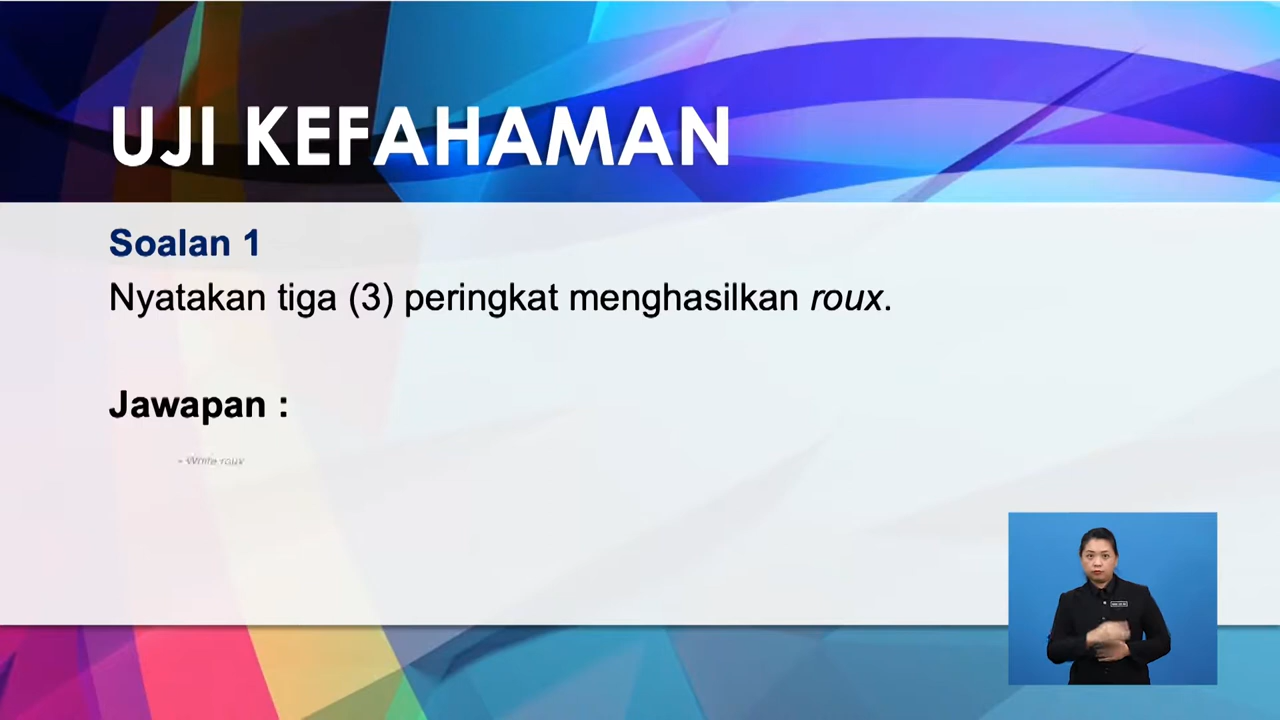 UJI KEFAHAMAN
Soalan 1
Nyatakan tiga (3) peringkat menghasilkan roux.
Jawapan :
- White roux